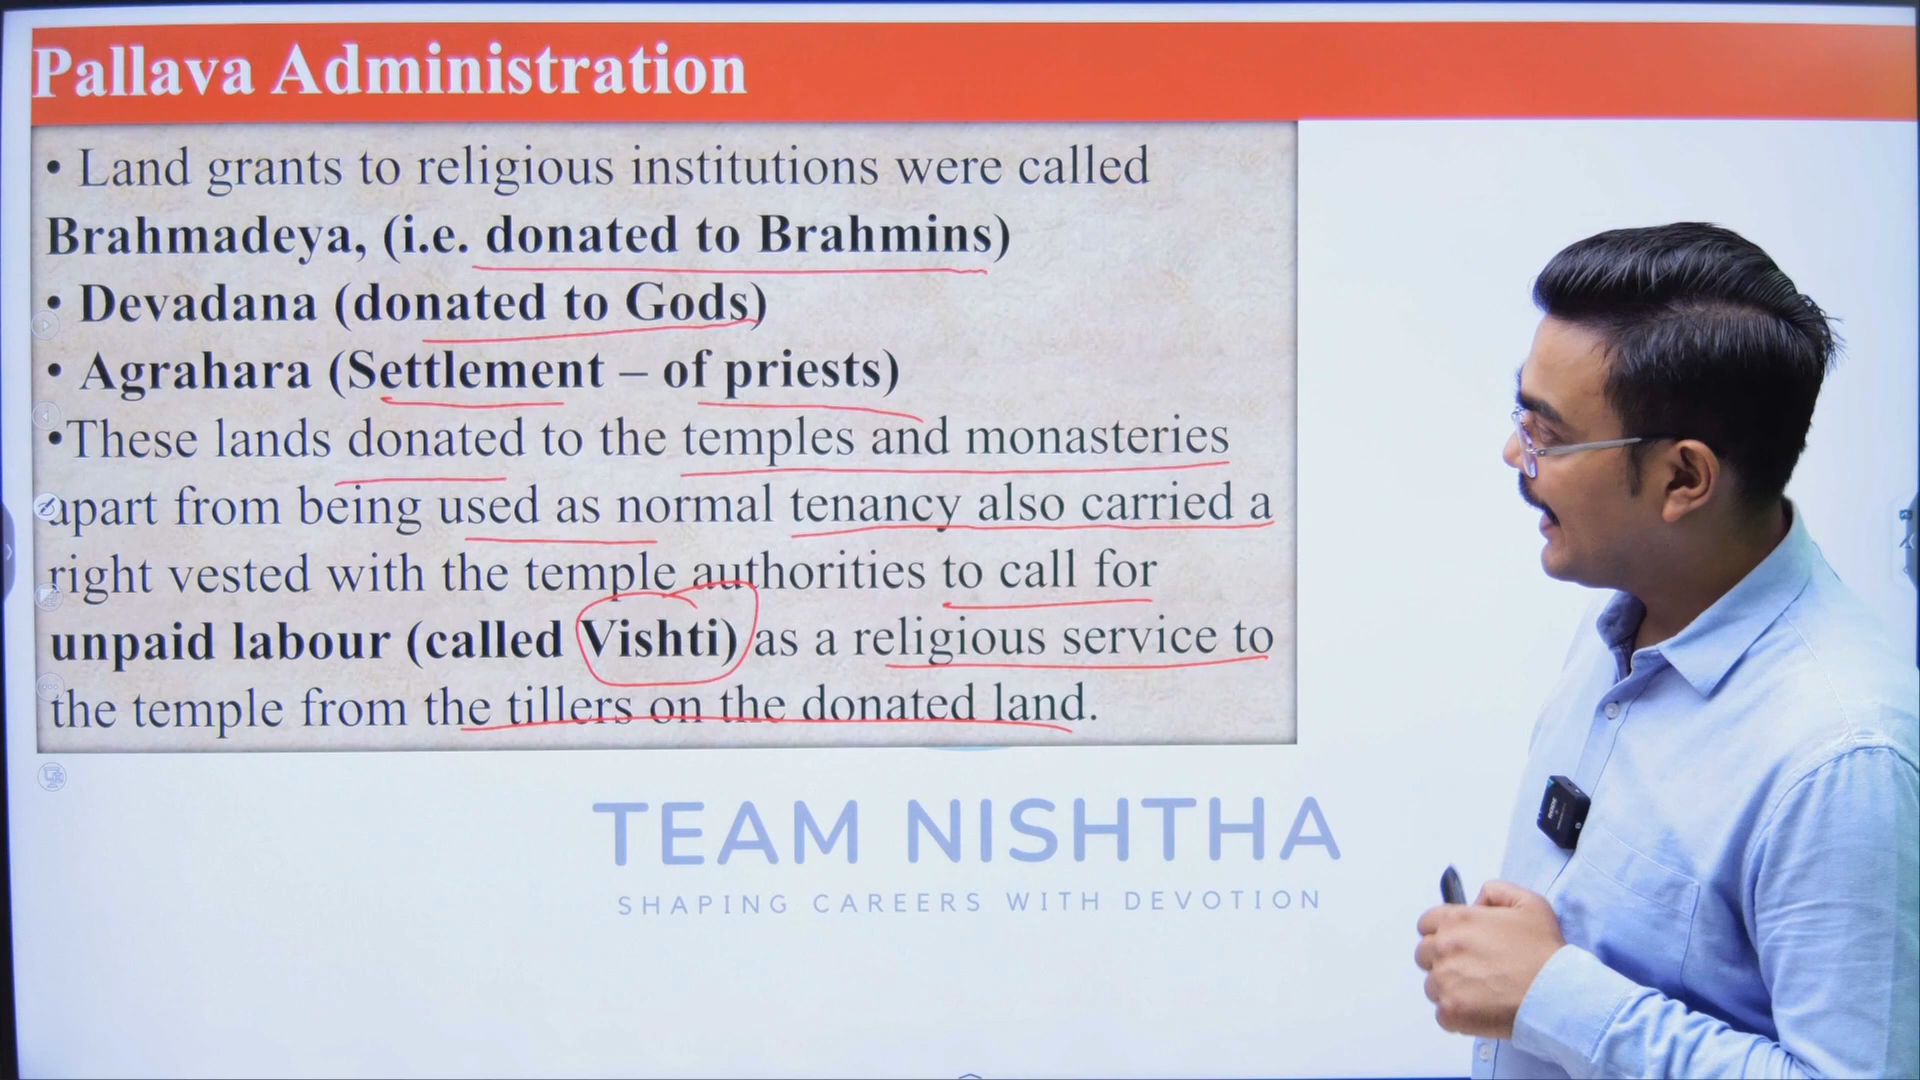 Pallava Administration
• Land grants to religious institutions were called
Brahmadeya, (i.e. donated to Brahmins)
• Devadana (donated to Gods)
• Agrahara (Settlement – of priests)
•These lands donated to the temples and monasteries
apart from being used as normal tenancy also carried a
right vested with the temple authorities to call for
unpaid labour (called Vishti) as a religious service to
the temple from the tillers on the donated land.
TEAM NISHTHA
SHAPING CAREERS WITH DEVOTION